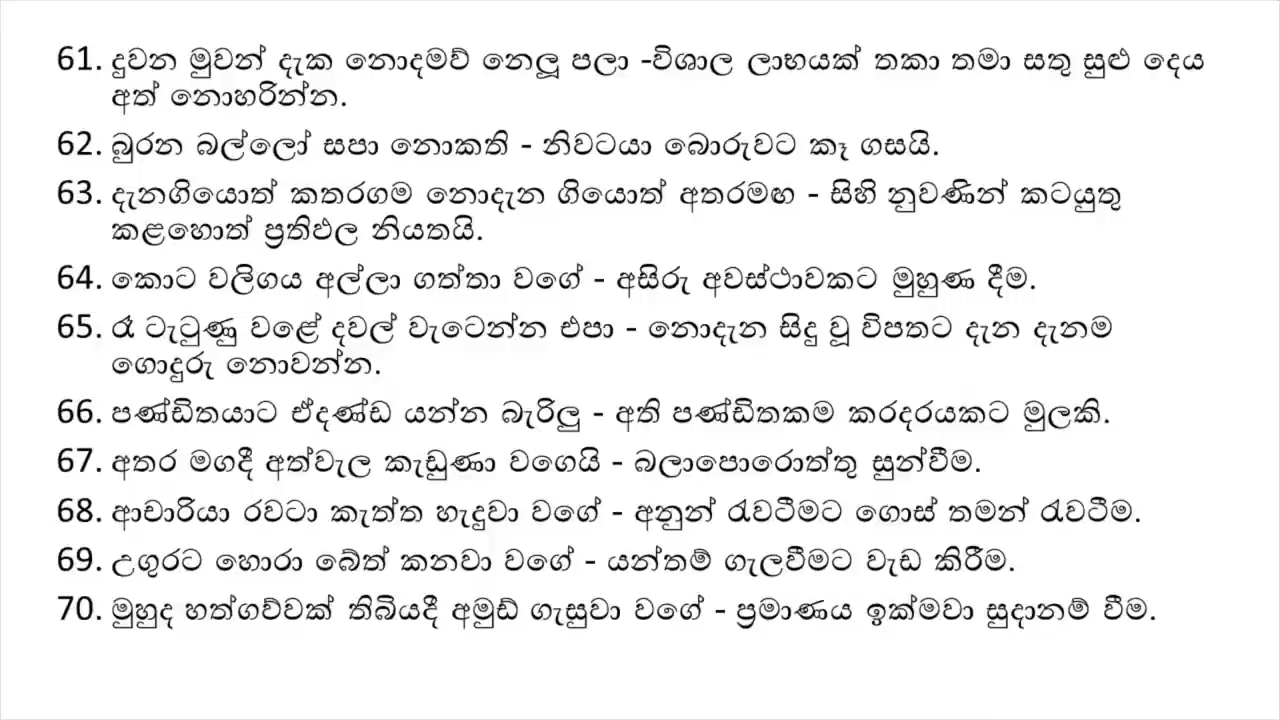 61. දුවන මුවන් දැක නොදමව් නෙලූ පලා -විශාල ලාභයක් තකා තමා සතු සුළු දෙය
අත් නොහරින්න.
62. බුරන බල්ලෝ සපා නොකති - නිවටයා බොරුවට කෑ ගසයි.
63. දැනගියොත් කතරගම නොදැන ගියොත් අතරමඟ - සිහි නුවණින් කටයුතු
කළහොත් ප්‍රතිඵල නියතයි.
64. කොට වලිගය අල්ලා ගත්තා වගේ - අසීරු අවස්ථාවකට මුහුණ දීම.
65. රෑ ටැටුණු වළේ දවල් වැටෙන්න එපා - නොදැන සිදු වූ විපතට දැන දැනම
ගොදුරු නොවන්න.
66. පණ්ඩිතයාට ඒදණ්ඩ යන්න බැරිලු - අති පණ්ඩිතකම කරදරයකට මුලකි.
67. අතර මගදී අත්වැල කැඩුණා වගෙයි - බලාපොරොත්තු සුන්වීම.
68. ආචාරියා රවටා කැත්ත හැදුවා වගේ - අනුන් රැවටීමට ගොස් තමන් රැවටීම.
69. උගුරට හොරා බේත් කනවා වගේ - යන්තම් ගැලවීමට වැඩ කිරීම.
70. මුහුද හත්ගව්වක් තිබියදී අමුඩ ගැසුවා වගේ - ප්‍රමාණය ඉක්මවා සුදානම් වීම.